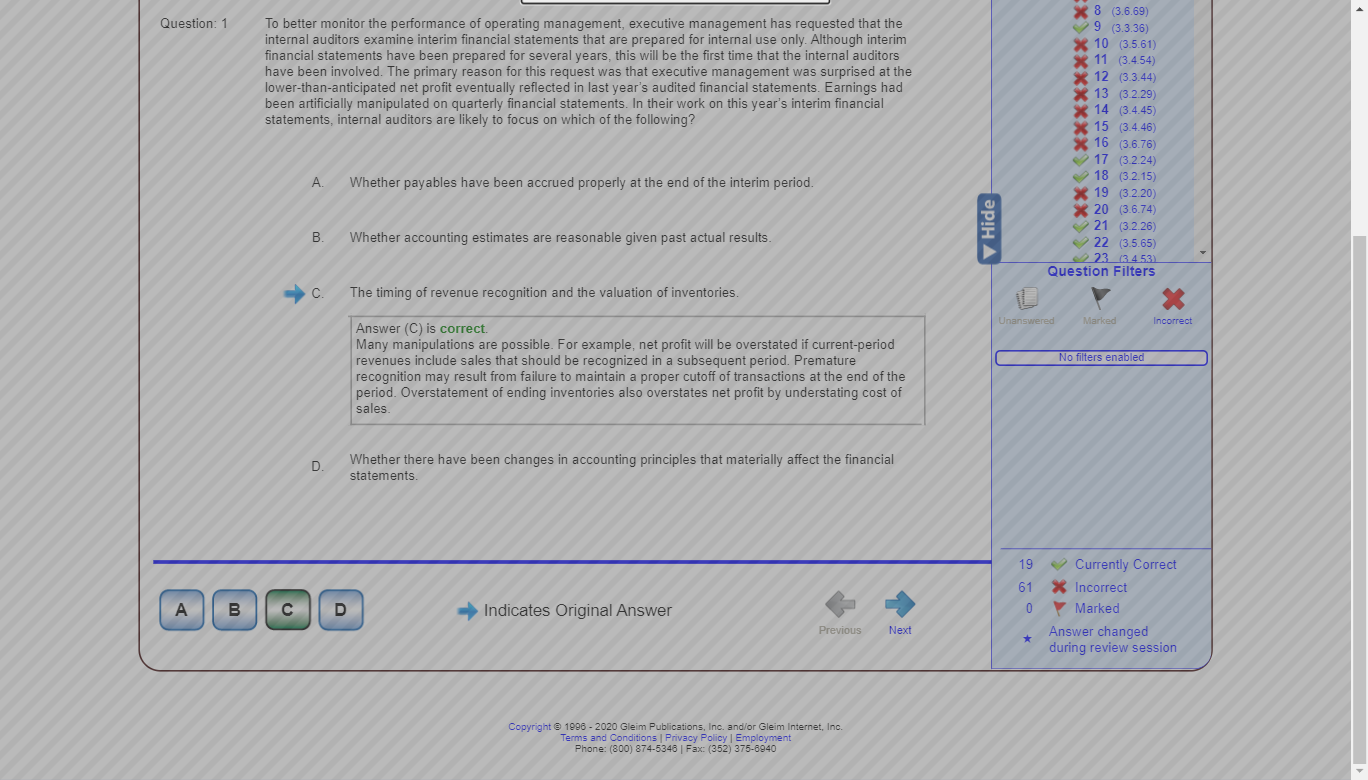 Question: 1
To better monitor the performance of operating management, executive management has requested that the
internal auditors examine interim financial statements that are prepared for internal use only. Although interim
financial statements have been prepared for several years, this will be the first time that the internal auditors
have been involved. The primary reason for this request was that executive management was surprised at the
lower-than-anticipated net profit eventually reflected in last year's audited financial statements. Earnings had
been artificially manipulated on quarterly financial statements. In their work on this year's interim financial
statements, internal auditors are likely to focus on which of the following?
A. Whether payables have been accrued properly at the end of the interim period.
B. Whether accounting estimates are reasonable given past actual results.
C. The timing of revenue recognition and the valuation of inventories.
Answer (C) is correct.
Many manipulations are possible. For example, net profit will be overstated if current-period
revenues include sales that should be recognized in a subsequent period. Premature
recognition may result from failure to maintain a proper cutoff of transactions at the end of the
period. Overstatement of ending inventories also overstates net profit by understating cost of
sales.
D. Whether there have been changes in accounting principles that materially affect the financial
statements.
A B C D
Indicates Original Answer
Previous
Next
8 (3.6.69)
9 (3.3.36)
10 (3.5.61)
11 (3.4.54)
12 (3.3.44)
13 (3.2.29)
14 (3.4.45)
15 (3.4.46)
16 (3.6.76)
17 (3.2.24)
18 (3.2.15)
19 (3.2.20)
20 (3.6.74)
21 (3.2.26)
22 (3.5.65)
23 (3.4.53)
Hide
Question Filters
Unanswered
Marked
Incorrect
No filters enabled
19 Currently Correct
61 Incorrect
0 Marked
Answer changed
during review session
Copyright © 1996 - 2020 Gleim Publications, Inc. and/or Gleim Internet, Inc.
Terms and Conditions | Privacy Policy | Employment
Phone: (800) 874-5346 | Fax: (352) 375-6940